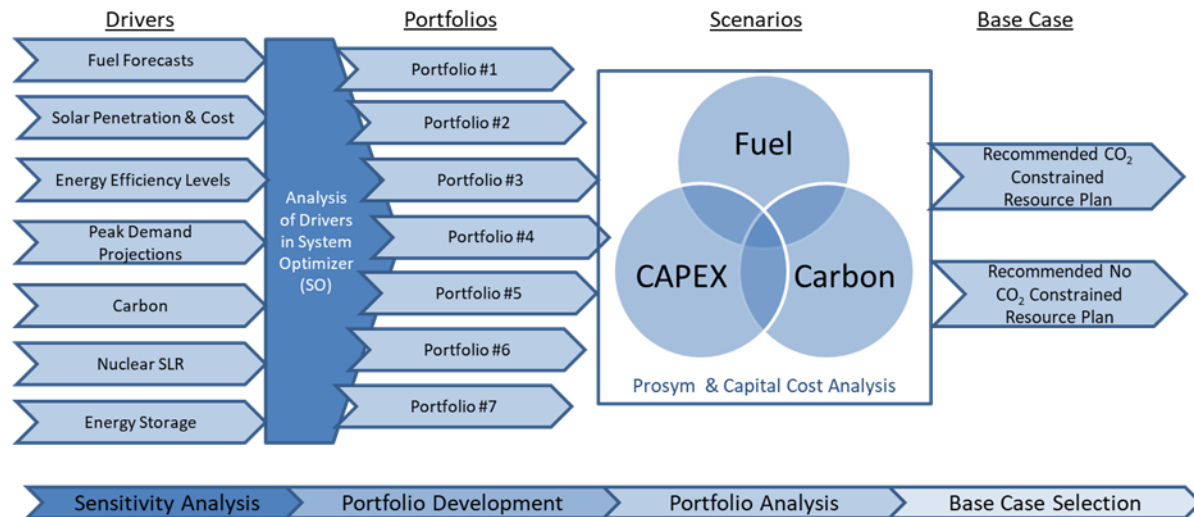 Drivers
Portfolios
Scenarios
Base Case
Fuel Forecasts
Solar Penetration & Cost
Energy Efficiency Levels
Peak Demand
Projections
Carbon
Nuclear SLR
Energy Storage
Analysis
of Drivers
in System
Optimizer
(SO)
Portfolio #1
Portfolio #2
Portfolio #3
Portfolio #4
Portfolio #5
Portfolio #6
Portfolio #7
Fuel
CAPEX
Carbon
Prosym & Capital Cost Analysis
Recommended CO₂
Constrained
Resource Plan
Recommended No
CO₂ Constrained
Resource Plan
Sensitivity Analysis
Portfolio Development
Portfolio Analysis
Base Case Selection